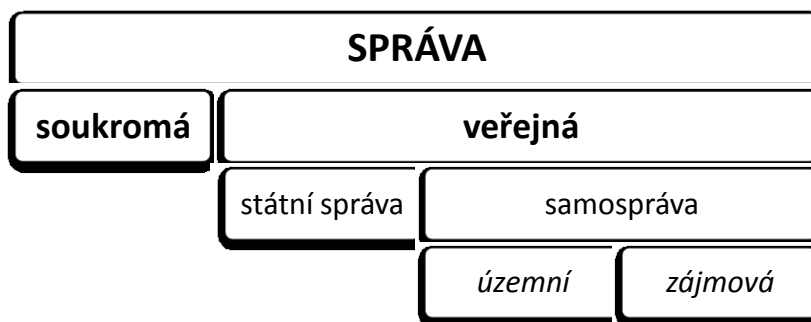 SPRÁVA
soukromá veřejná
státní správa samospráva
územní zájmová